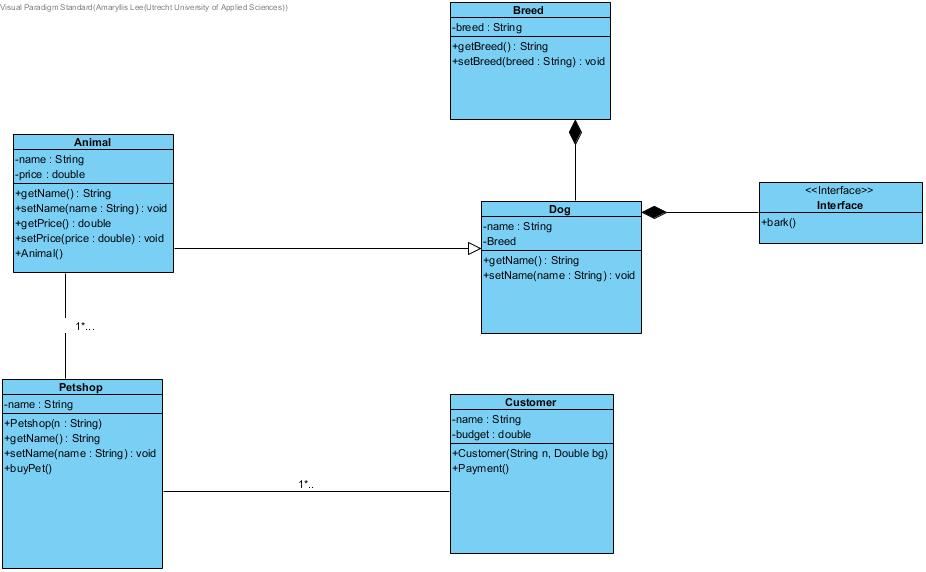 Visual Paradigm Standard(Amaryllis Lee(Utrecht University of Applied Sciences))
Breed
-breed : String
+getBreed() : String
+setBreed(breed : String) : void
Animal
-name : String
-price : double
+getName() : String
+setName(name : String) : void
+getPrice() : double
+setPrice(price : double) : void
+Animal()
Dog
-name : String
-Breed
+getName() : String
+setName(name : String) : void
<<Interface>>
Interface
+bark()
1*...
Petshop
-name : String
+Petshop(n : String)
+getName() : String
+setName(name : String) : void
+buyPet()
1*..
Customer
-name : String
-budget : double
+Customer(String n, Double bg)
+Payment()